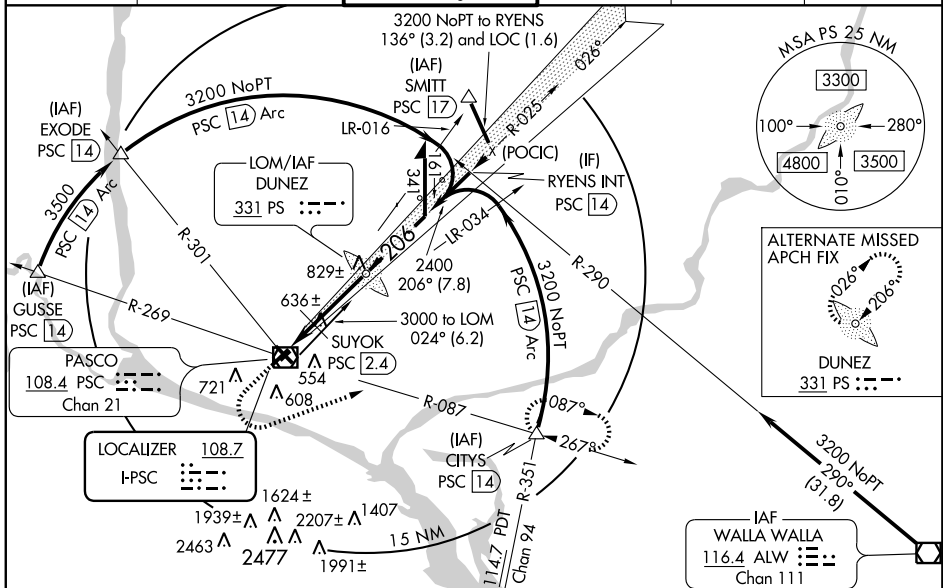 3200 NoPT to RYENS
136° (3.2) and LOC (1.6)
(IAF)
SMITT
PSC 17
3200 NoPT
PSC 14 Arc
LR-016
026°
R-025
(POCIC)
(IF)
RYENS INT
PSC 14
(IAF)
EXODE
PSC 14
3500
PSC 14 Arc
LOM/IAF
DUNEZ
331 PS
341
161
206
LR-034
2400
206° (7.8)
R-301
R-290
829±
(IAF)
GUSSE
PSC 14
R-269
636±
3000 to LOM
024° (6.2)
SUYOK
PSC 2.4
3200 NoPT
PSC 14 Arc
PASCO
108.4 PSC
Chan 21
721
554
608
R-087
087°
267°
(IAF)
CITYS
PSC 14
LOCALIZER 108.7
I-PSC
1624±
1939±
2207±
1407
2463
2477
1991±
15 NM
R-351
114.7 PDT
Chan 94
3200 NoPT
290°
(31.8)
IAF
WALLA WALLA
116.4 ALW
Chan 111
MSA PS 25 NM
3300
100°
280°
4800
3500
010°
ALTERNATE MISSED
APCH FIX
026°
206°
DUNEZ
331 PS